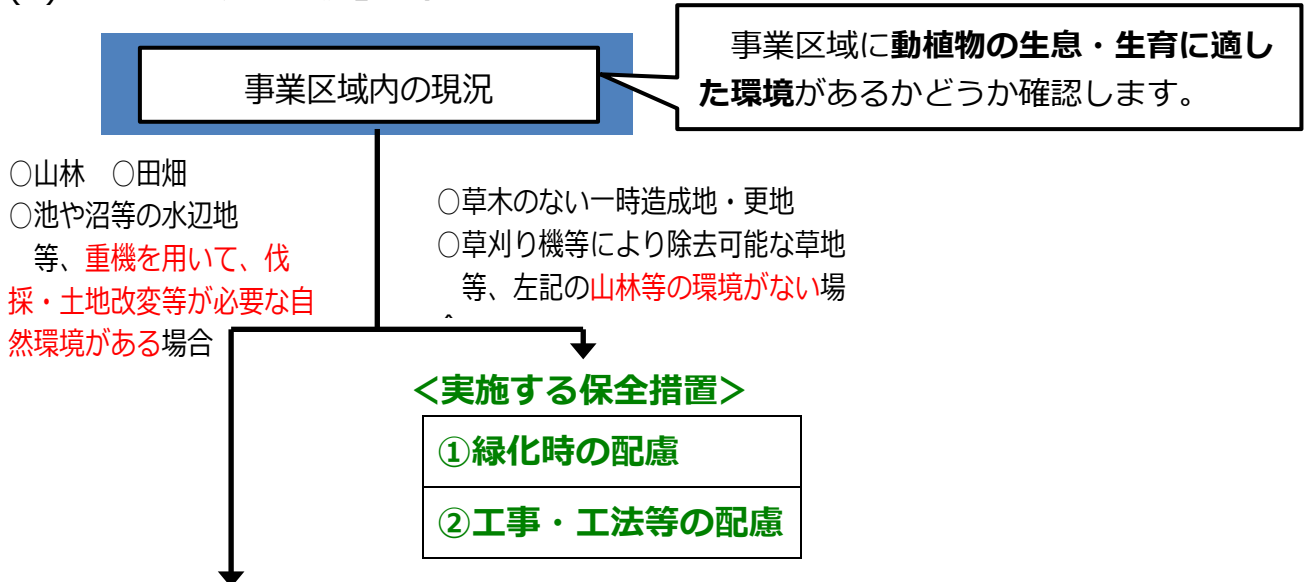 事業区域内の現況
事業区域に動植物の生息・生育に適し
た環境があるかどうか確認します。
○山林　○田畑
○池や沼等の水辺地
等、重機を用いて、伐
採・土地改変等が必要な自
然環境がある場合
○草木のない一時造成地・更地
○草刈り機等により除去可能な草地
等、左記の山林等の環境がない場
＜実施する保全措置＞
①緑化時の配慮
②工事・工法等の配慮